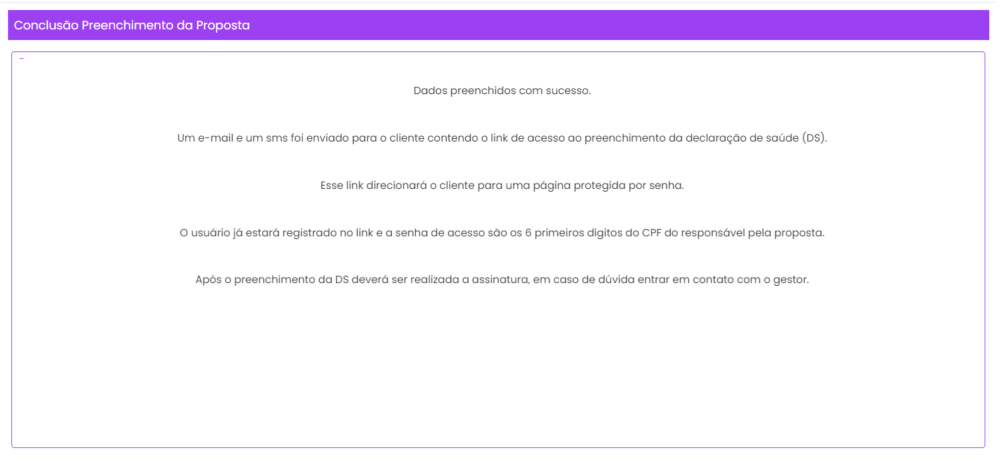 Conclusão Preenchimento da Proposta
-
Dados preenchidos com sucesso.
Um e-mail e um sms foi enviado para o cliente contendo o link de acesso ao preenchimento da declaração de saúde (DS).
Esse link direcionará o cliente para uma página protegida por senha.
O usuário já estará registrado no link e a senha de acesso são os 6 primeiros dígitos do CPF do responsável pela proposta.
Após o preenchimento da DS deverá ser realizada a assinatura, em caso de dúvida entrar em contato com o gestor.